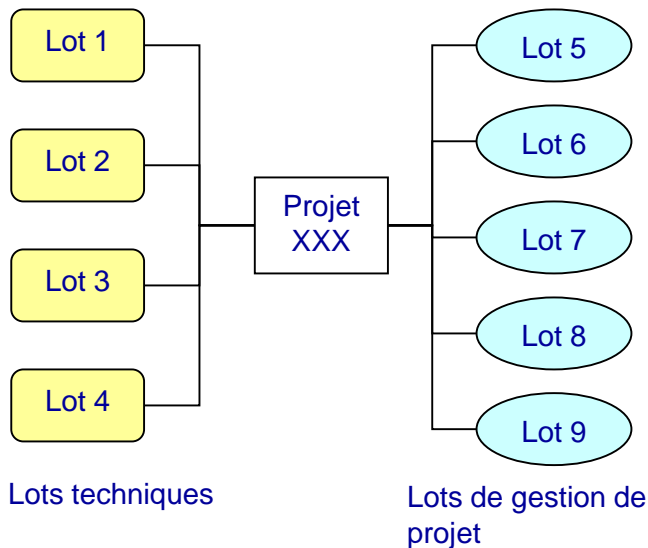 Lot 1
Lot 2
Lot 3
Lot 4
Lots techniques
Projet
XXX
Lot 5
Lot 6
Lot 7
Lot 8
Lot 9
Lots de gestion de
projet